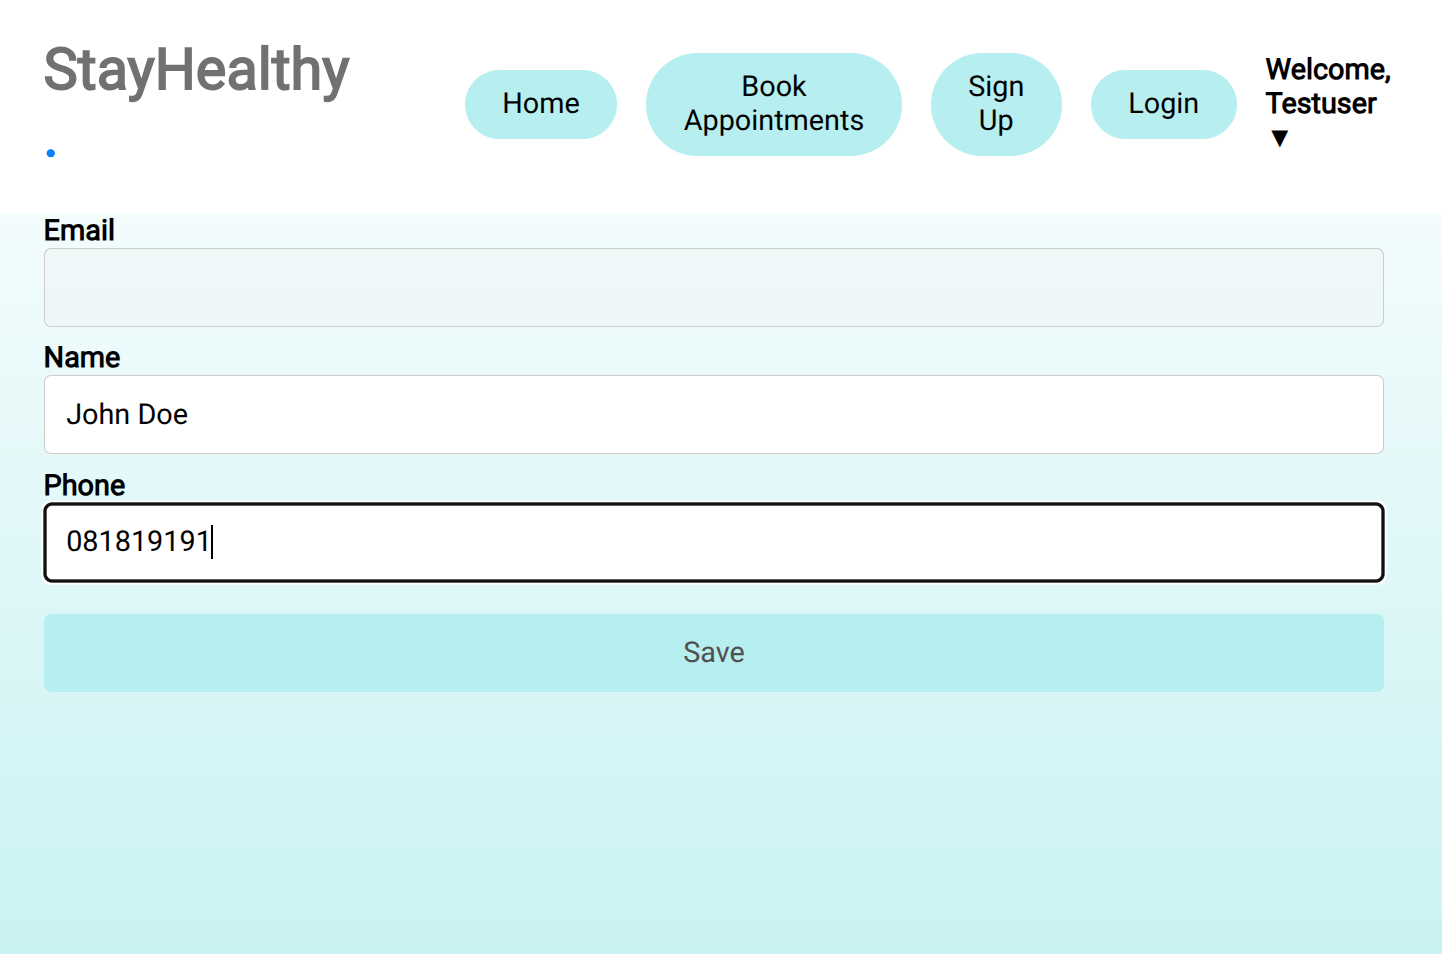 StayHealthy
.
Home
Book
Appointments
Sign
Up
Login
Welcome,
Testuser
▼
Email
Name
John Doe
Phone
081819191
Save